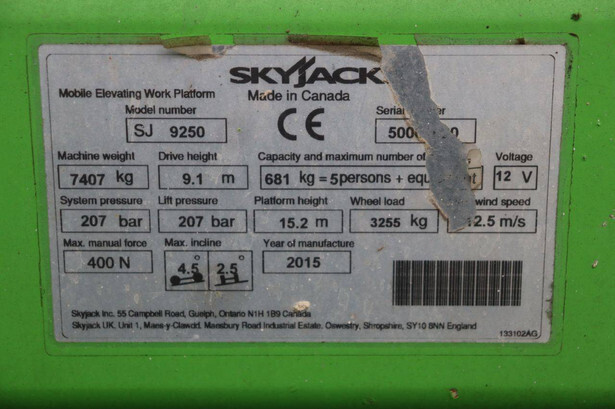 SKYJACK
Mobile Elevating Work Platform
Made in Canada
Model number
SJ 9250
CE
Machine weight Drive height Capacity and maximum number of Voltage
7407 kg 9.1 m 681 kg = 5persons + 12 V
System pressure Lift pressure Platform height Wheel load wind speed
207 bar 207 bar 15.2 m 3255 kg 12.5 m/s
Max. manual force Max. incline Year of manufacture
400 N 4.5° 2.5° 2015
Skyjack Inc. 55 Campbell Road, Guelph, Ontario N1H 1B9 Canada
Skyjack UK, Unit 1, Maes-y-Clawdd, Maesbury Road Industrial Estate. Oswestry, Shropshire, SY10 8NN England
133102AG